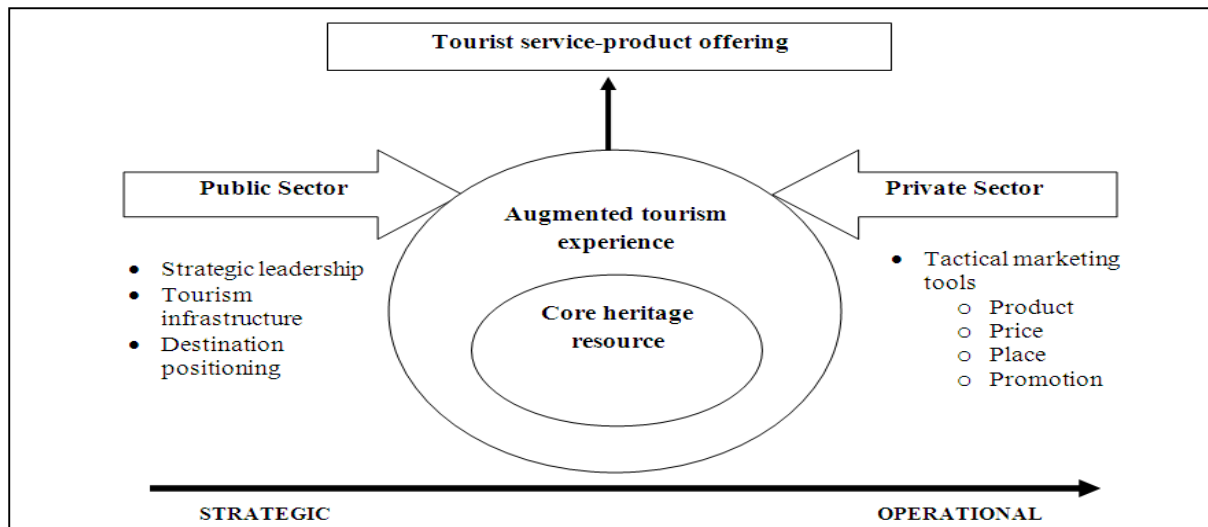 Tourist service-product offering
Public Sector
Private Sector
Augmented tourism
experience
Core heritage
resource
• Strategic leadership
• Tourism
infrastructure
• Destination
positioning
• Tactical marketing
tools
o Product
o Price
o Place
o Promotion
STRATEGIC
OPERATIONAL